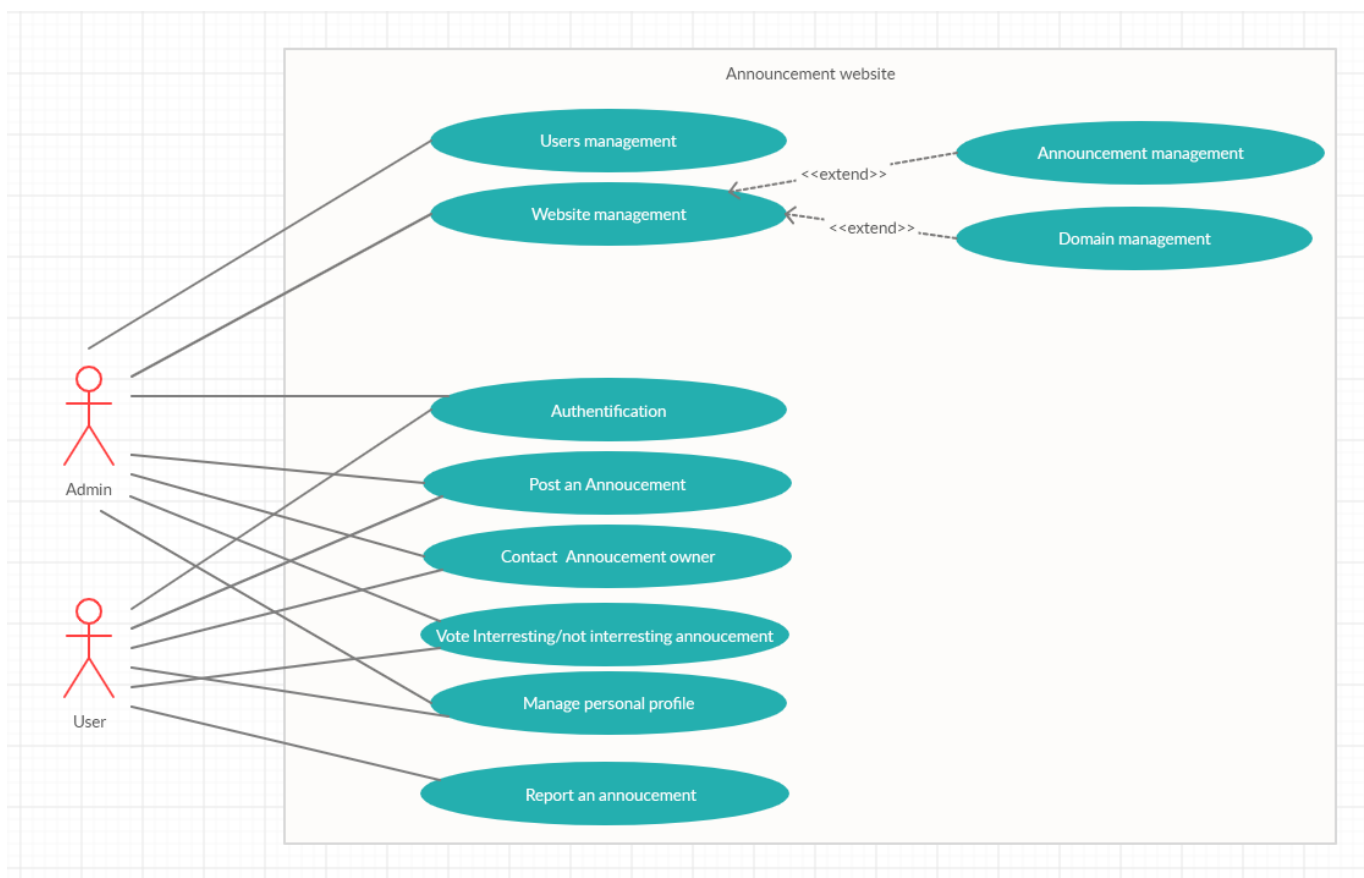 Announcement website
Users management
Announcement management
<<extend>>
Website management
<<extend>>
Domain management
Authentification
Post an Annoucement
Admin
Contact  Annoucement owner
Vote Interresting/not interresting annoucement
Manage personal profile
User
Report an annoucement